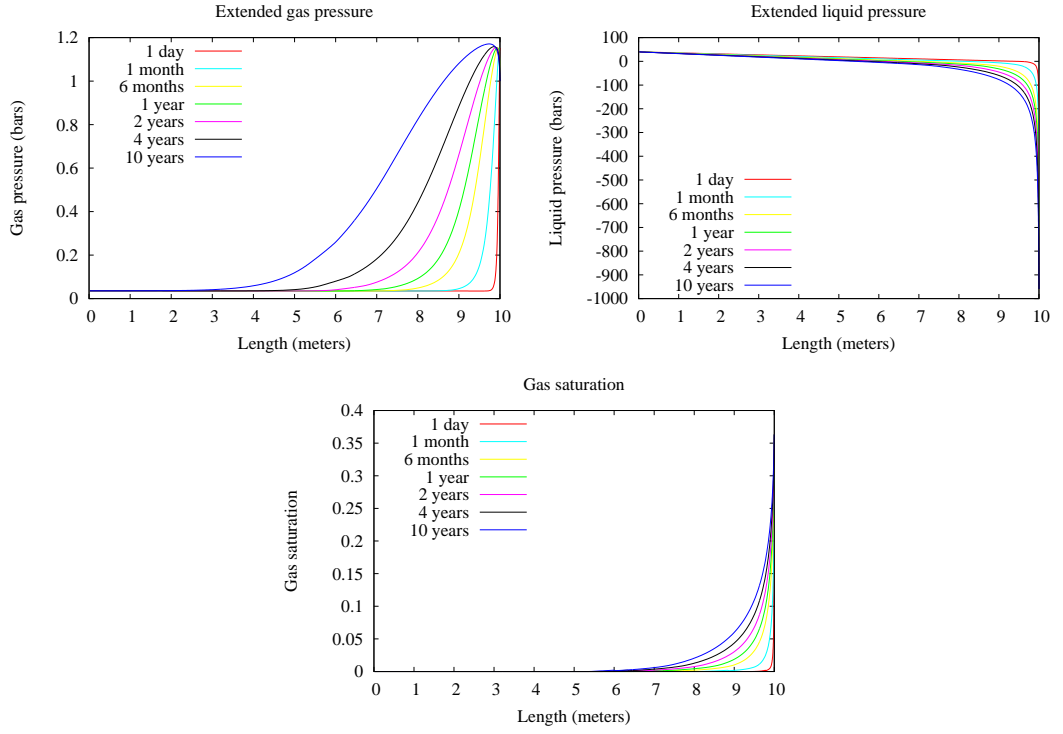 Extended gas pressure
1.2
1
0.8
0.6
0.4
0.2
0
Gas pressure (bars)
1 day
1 month
6 months
1 year
2 years
4 years
10 years
0 1 2 3 4 5 6 7 8 9 10
Length (meters)
Extended liquid pressure
100
0
-100
-200
-300
-400
-500
-600
-700
-800
-900
-1000
Liquid pressure (bars)
1 day
1 month
6 months
1 year
2 years
4 years
10 years
0 1 2 3 4 5 6 7 8 9 10
Length (meters)
Gas saturation
0.4
0.35
0.3
0.25
0.2
0.15
0.1
0.05
0
Gas saturation
1 day
1 month
6 months
1 year
2 years
4 years
10 years
0 1 2 3 4 5 6 7 8 9 10
Length (meters)